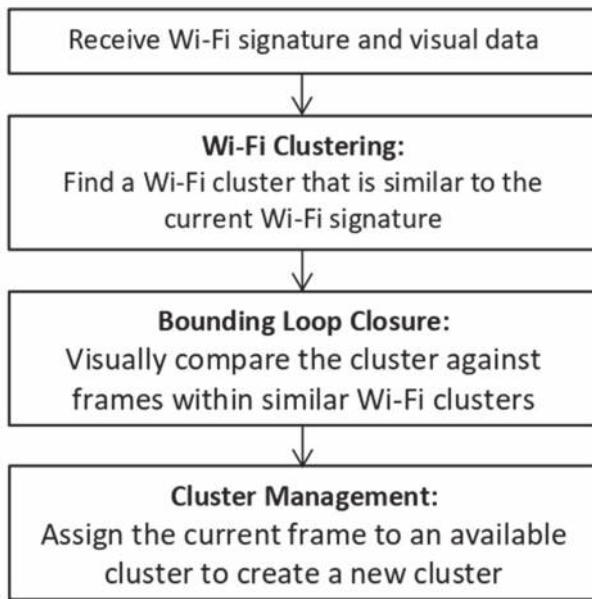 Receive Wi-Fi signature and visual data
Wi-Fi Clustering:
Find a Wi-Fi cluster that is similar to the
current Wi-Fi signature
Bounding Loop Closure:
Visually compare the cluster against
frames within similar Wi-Fi clusters
Cluster Management:
Assign the current frame to an available
cluster to create a new cluster